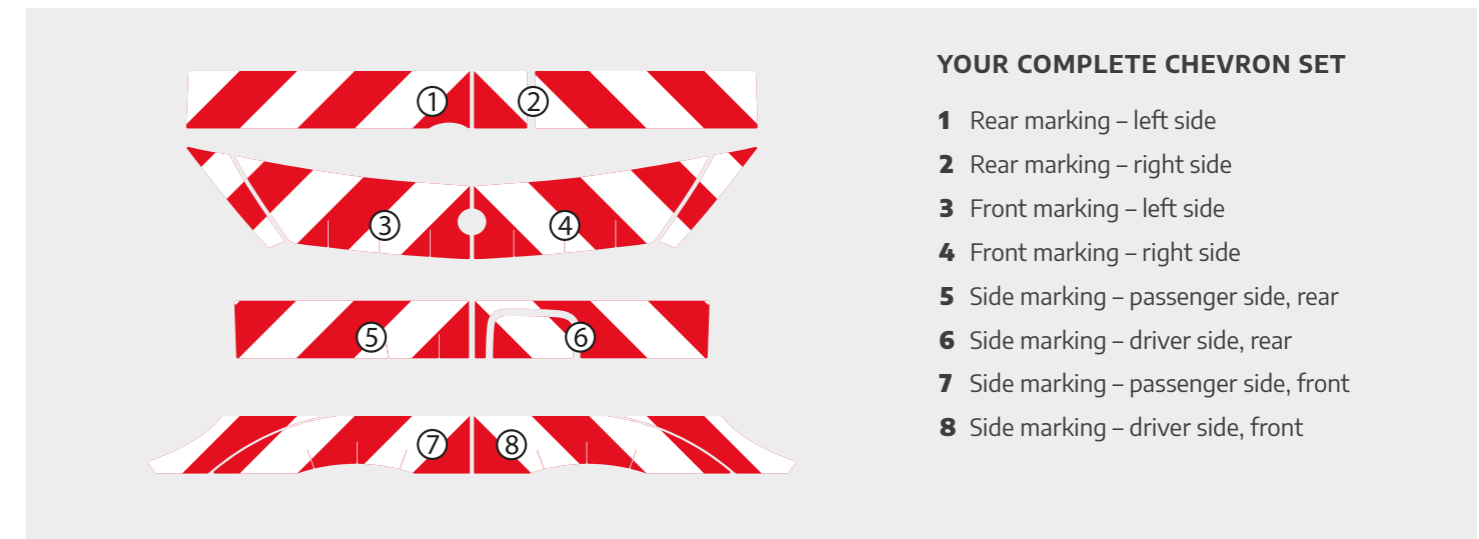 1
2
3
4
5
6
7
8
YOUR COMPLETE CHEVRON SET
1 Rear marking – left side
2 Rear marking – right side
3 Front marking – left side
4 Front marking – right side
5 Side marking – passenger side, rear
6 Side marking – driver side, rear
7 Side marking – passenger side, front
8 Side marking – driver side, front